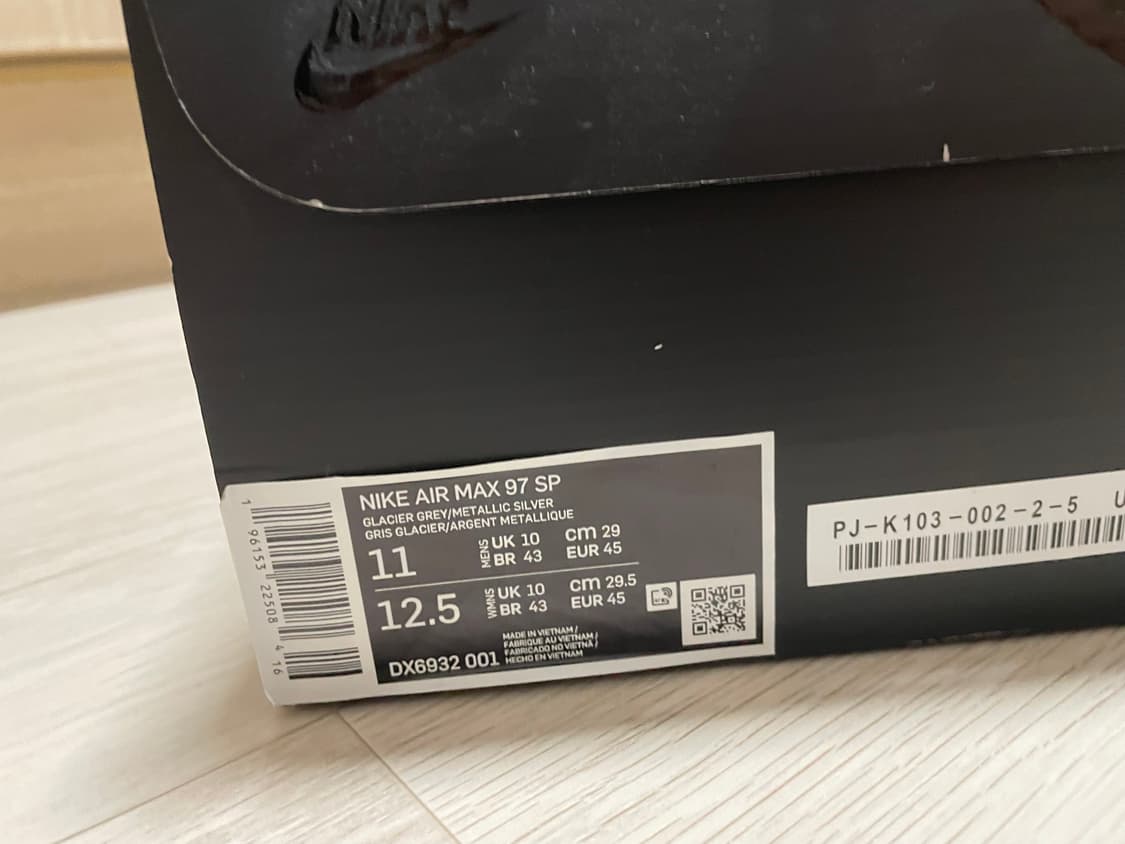 NIKE
NIKE AIR MAX 97 SP
GLACIER GREY/METALLIC SILVER
GRIS GLACIER/ARGENT METALLIQUE
11 MENS UK 10 cm 29
BR 43 EUR 45
12.5 WMNS UK 10 cm 29.5
BR 43 EUR 45
MADE IN VIETNAM /
FABRIQUE AU VIETNAM /
FABRICADO NO VIETNÃ /
HECHO EN VIETNAM
DX6932 001
1 96153 22508 4 16
PJ-K103-002-2-5